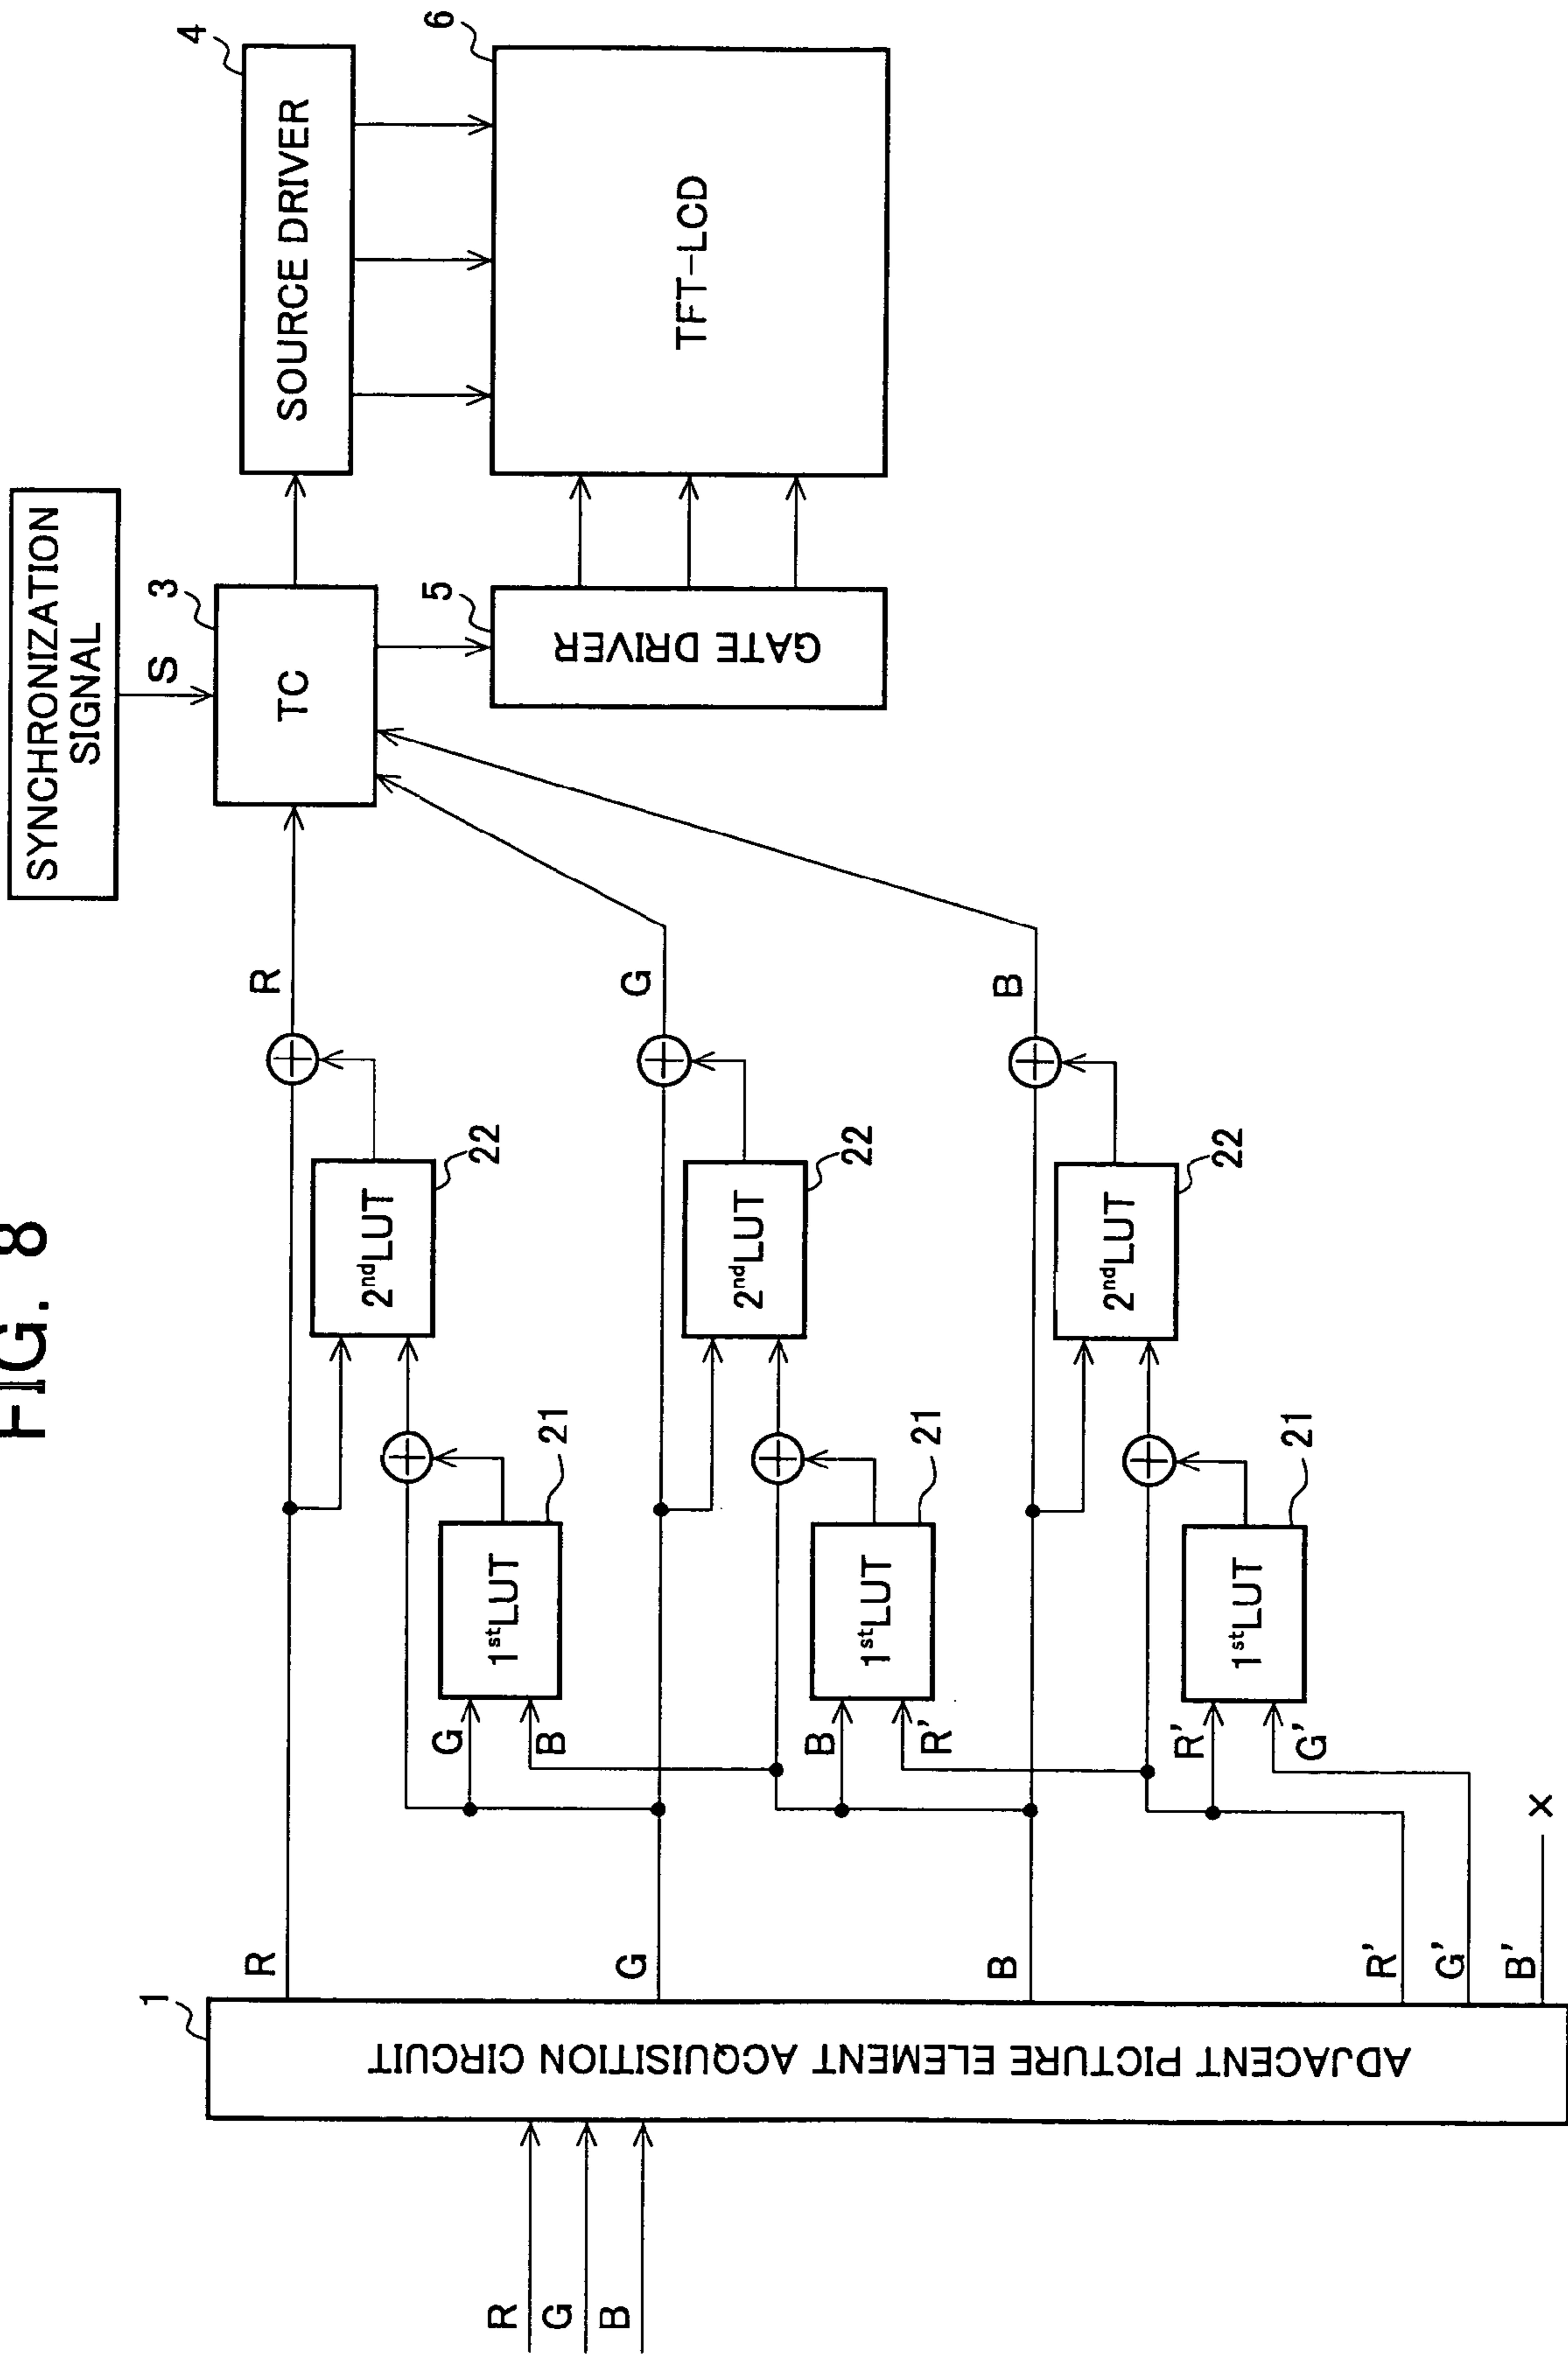 FIG. 8
SYNCHRONIZATION
SIGNAL
S
3
TC
4
SOURCE DRIVER
5
GATE DRIVER
6
TFT-LCD
R
G
B
1
ADJACENT PICTURE ELEMENT ACQUISITION CIRCUIT
R
R
2ndLUT
22
G
B
1stLUT
21
G
G
2ndLUT
22
B
R'
1stLUT
21
B
B
2ndLUT
22
R'
G'
1stLUT
21
R'
G'
B'
×